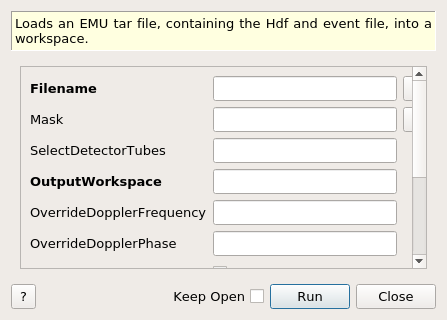 Loads an EMU tar file, containing the Hdf and event file, into a
workspace.
Filename
Mask
SelectDetectorTubes
OutputWorkspace
OverrideDopplerFrequency
OverrideDopplerPhase
?
Keep Open
Run
Close